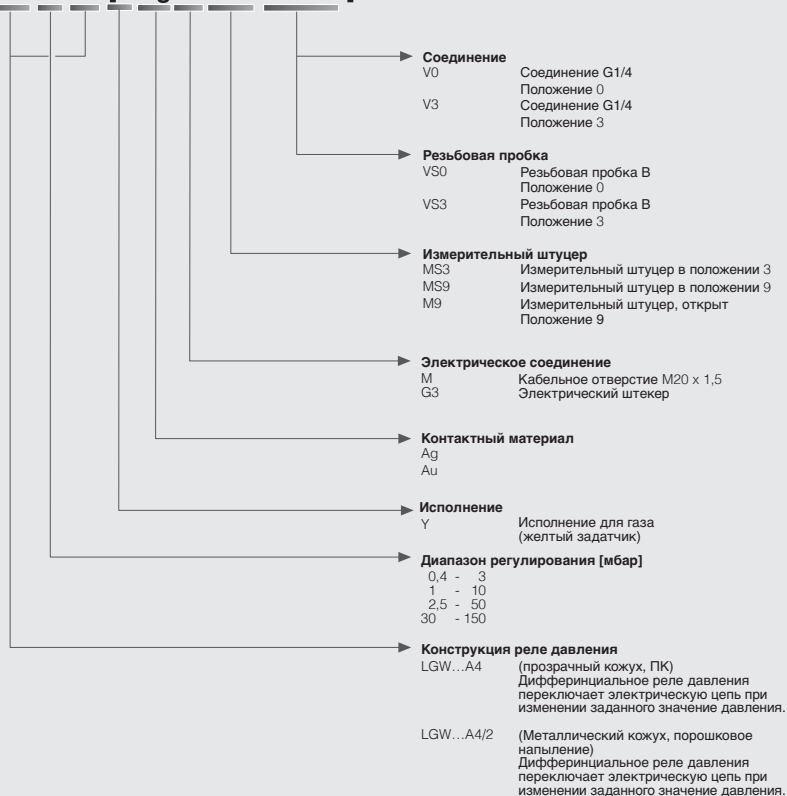 Соединение
V0 Соединение G1/4
Положение 0
V3 Соединение G1/4
Положение 3
Резьбовая пробка
VS0 Резьбовая пробка B
Положение 0
VS3 Резьбовая пробка B
Положение 3
Измерительный штуцер
MS3 Измерительный штуцер в положении 3
MS9 Измерительный штуцер в положении 9
M9 Измерительный штуцер, открыт
Положение 9
Электрическое соединение
M Кабельное отверстие M20 x 1,5
G3 Электрический штекер
Контактный материал
Ag
Au
Исполнение
Y Исполнение для газа
(желтый задатчик)
Диапазон регулирования [мбар]
0,4 - 3
1 - 10
2,5 - 50
30 - 150
Конструкция реле давления
LGW…A4 (прозрачный кожух, ПК)
Дифферинциальное реле давления
переключает электрическую цепь при
изменении заданного значение давления.
LGW…A4/2 (Металлический кожух, порошковое
напыление)
Дифферинциальное реле давления
переключает электрическую цепь при
изменении заданного значение давления.